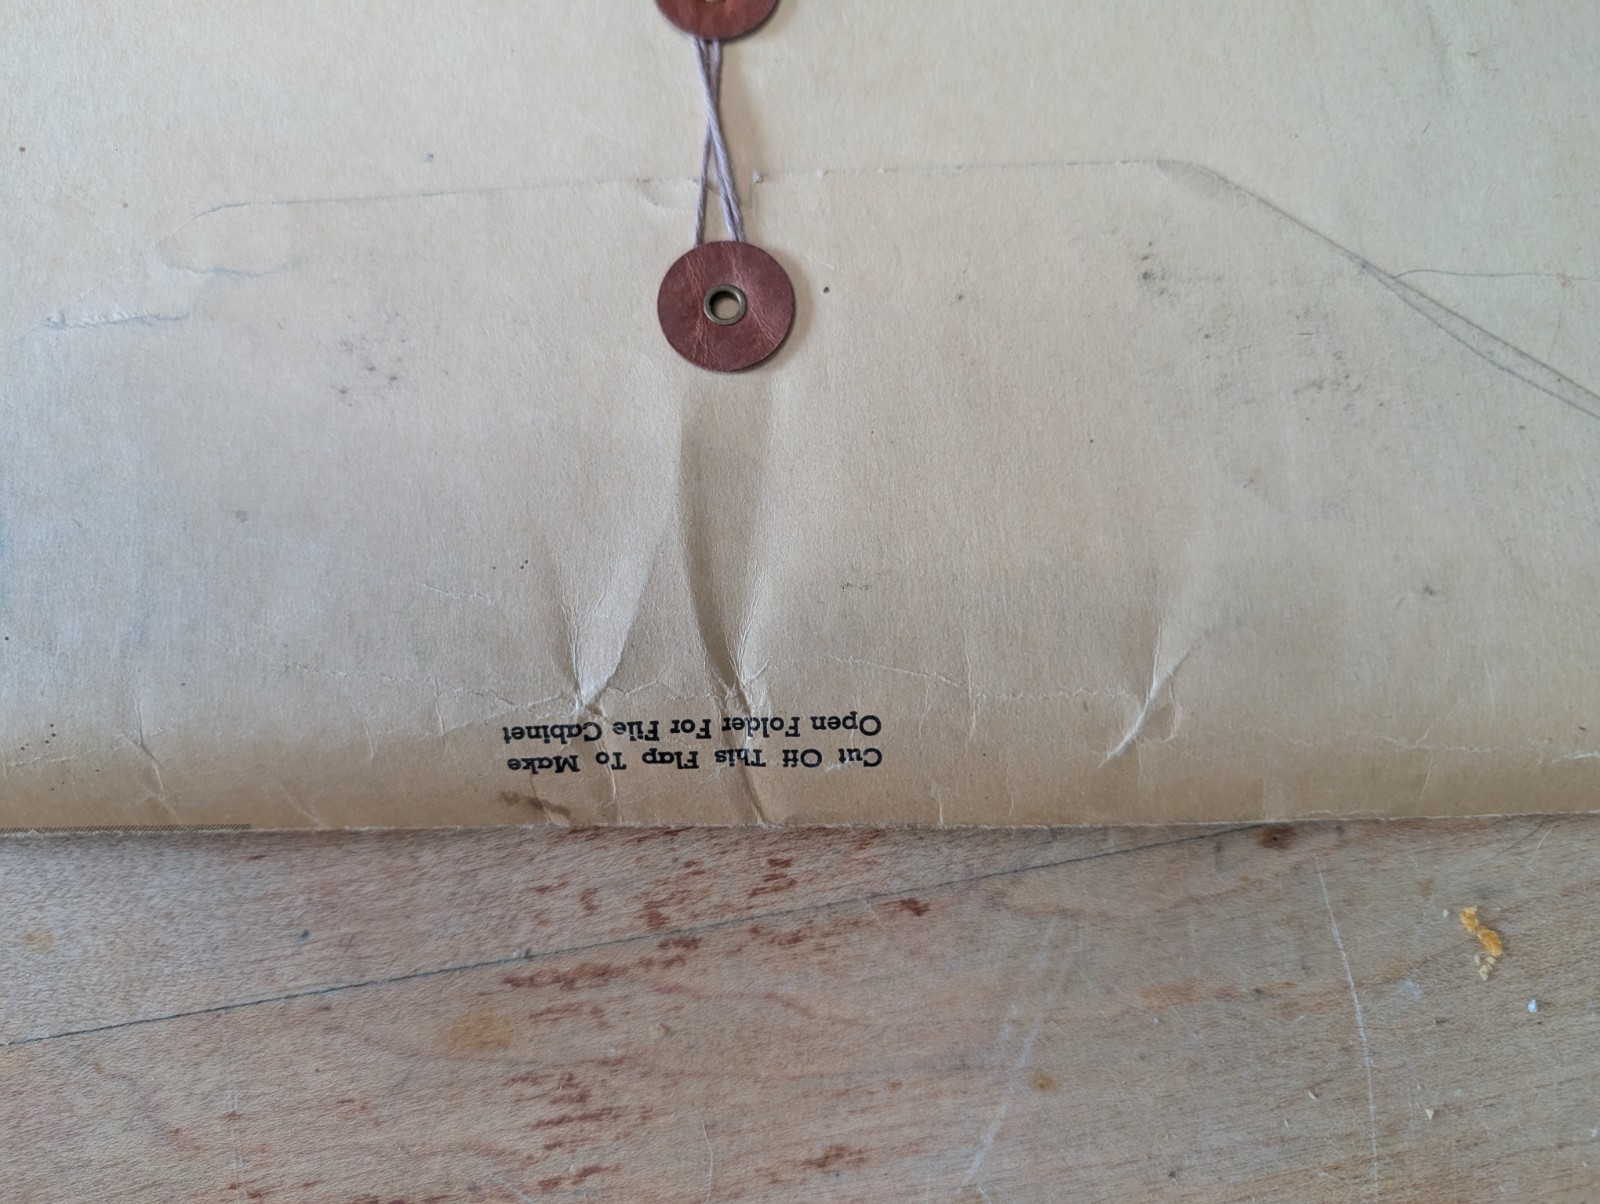 Cut Off This Flap To Make
Open Folder For File Cabinet